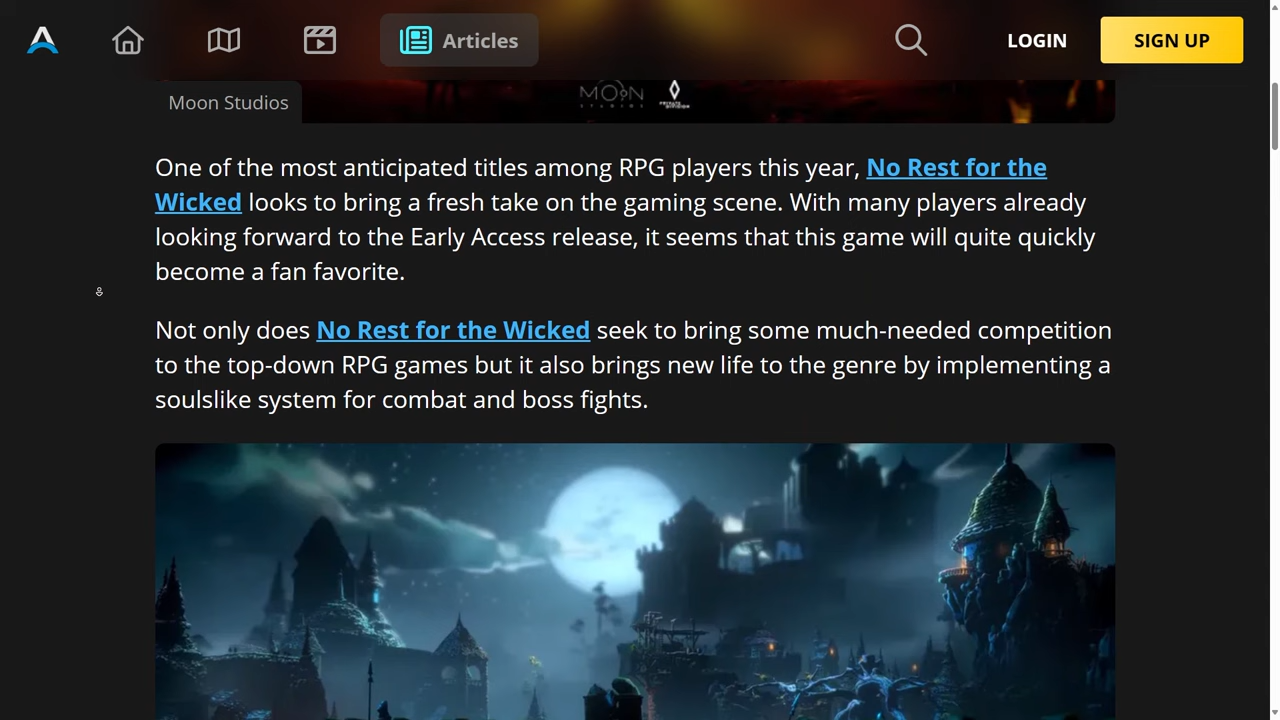 Articles
LOGIN
SIGN UP
MOON
STUDIOS
PRIVATE
DIVISION
Moon Studios
One of the most anticipated titles among RPG players this year, No Rest for the
Wicked looks to bring a fresh take on the gaming scene. With many players already
looking forward to the Early Access release, it seems that this game will quite quickly
become a fan favorite.
Not only does No Rest for the Wicked seek to bring some much-needed competition
to the top-down RPG games but it also brings new life to the genre by implementing a
soulslike system for combat and boss fights.